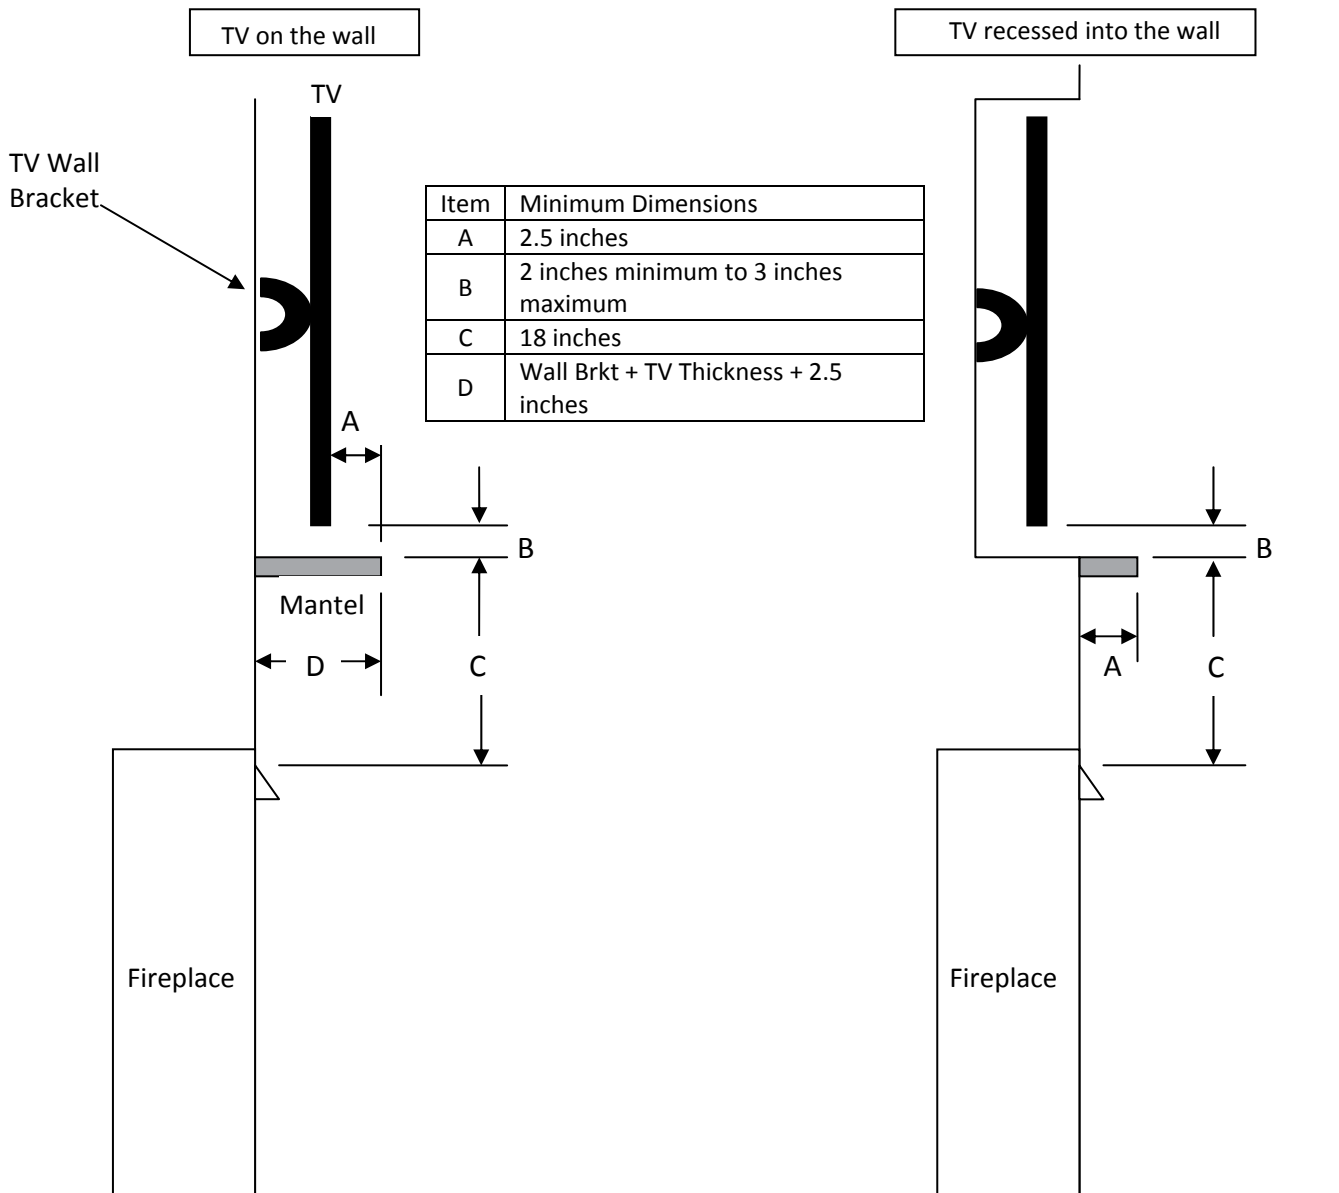 TV on the wall
TV recessed into the wall
TV
TV Wall
Bracket
Item Minimum Dimensions
A 2.5 inches
B 2 inches minimum to 3 inches
maximum
C 18 inches
D Wall Brkt + TV Thickness + 2.5
inches
A
B
Mantel
D
C
Fireplace
B
A
C
Fireplace